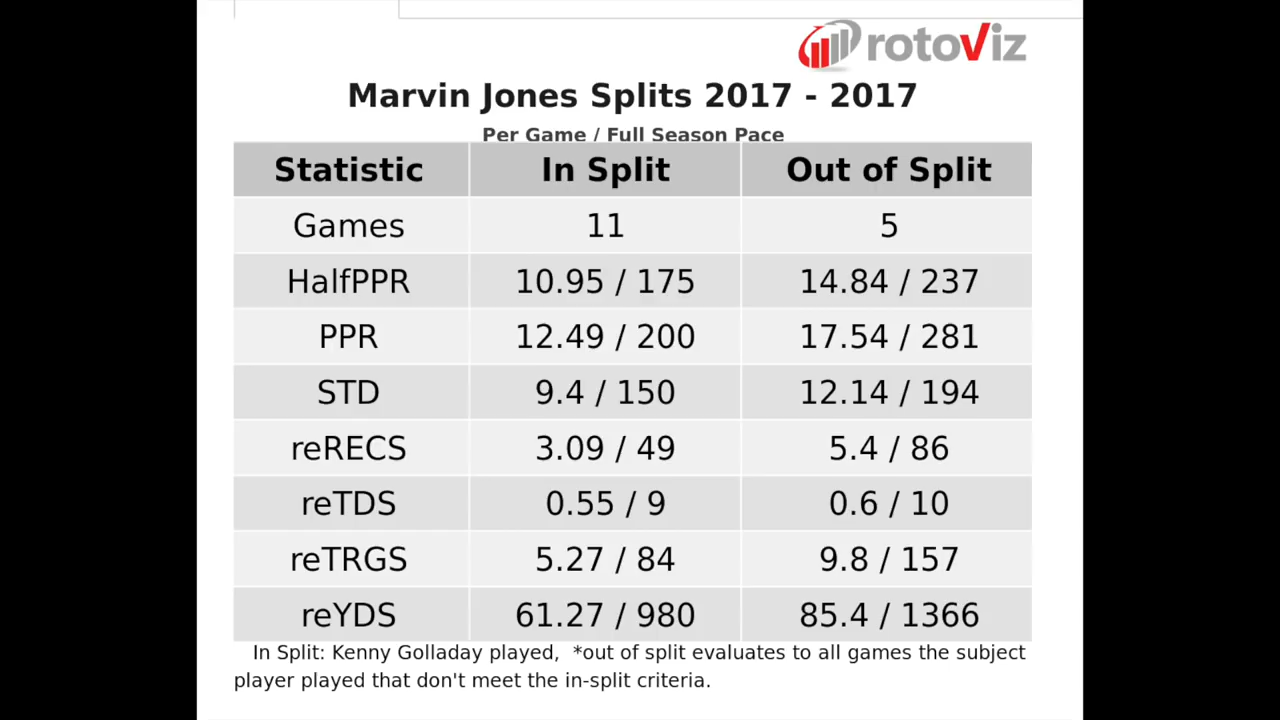 rotoViz
Marvin Jones Splits 2017 - 2017
Per Game / Full Season Pace
Statistic In Split Out of Split
Games 11 5
HalfPPR 10.95 / 175 14.84 / 237
PPR 12.49 / 200 17.54 / 281
STD 9.4 / 150 12.14 / 194
reRECS 3.09 / 49 5.4 / 86
reTDS 0.55 / 9 0.6 / 10
reTRGS 5.27 / 84 9.8 / 157
reYDS 61.27 / 980 85.4 / 1366
In Split: Kenny Golladay played, *out of split evaluates to all games the subject
player played that don't meet the in-split criteria.